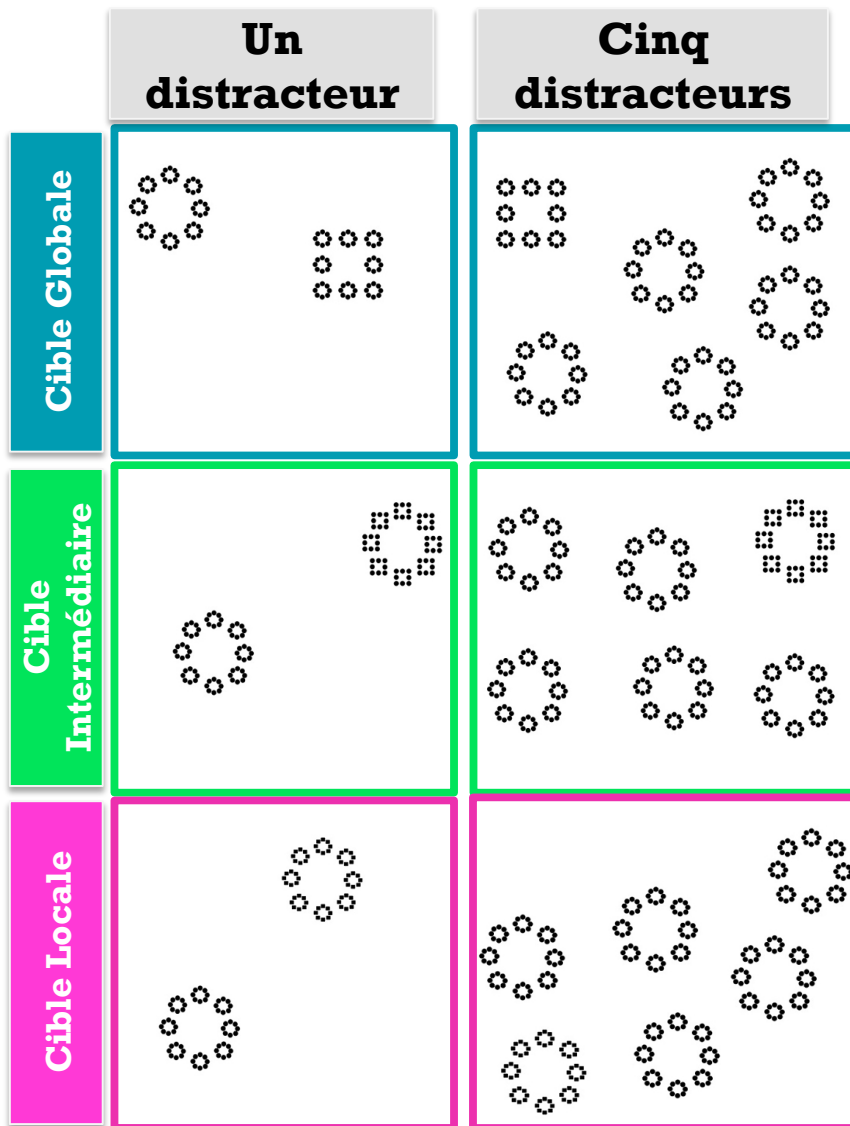 Un
distracteur
Cinq
distracteurs
Cible Globale
Cible
Intermédiaire
Cible Locale